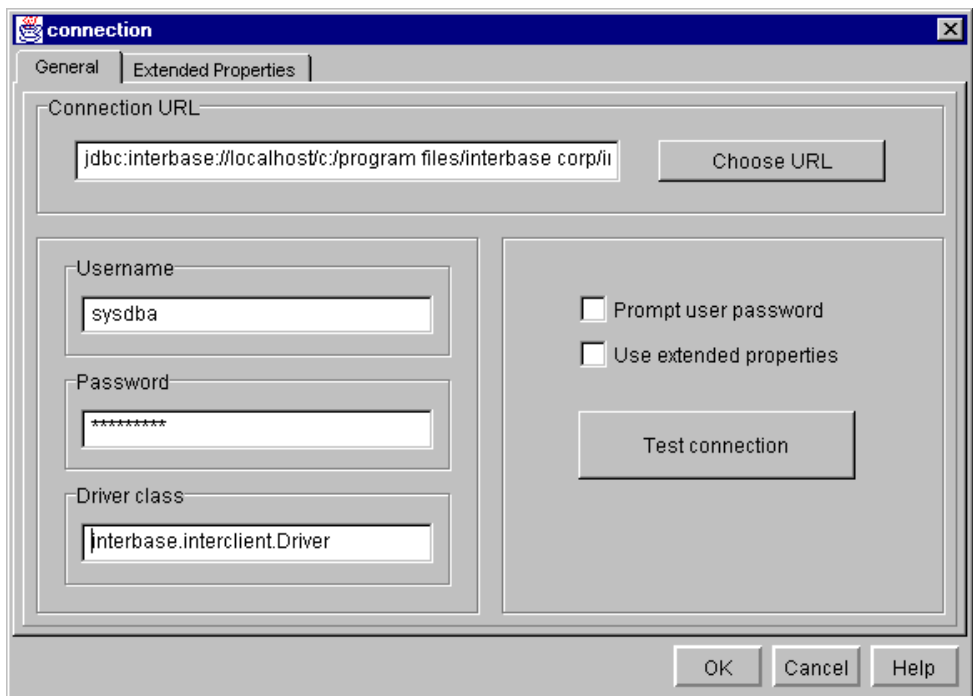 connection
General
Extended Properties
Connection URL
jdbc:interbase://localhost/c:/program files/interbase corp/
Choose URL
Username
sysdba
Prompt user password
Use extended properties
Password
*********
Test connection
Driver class
interbase.interclient.Driver
OK
Cancel
Help